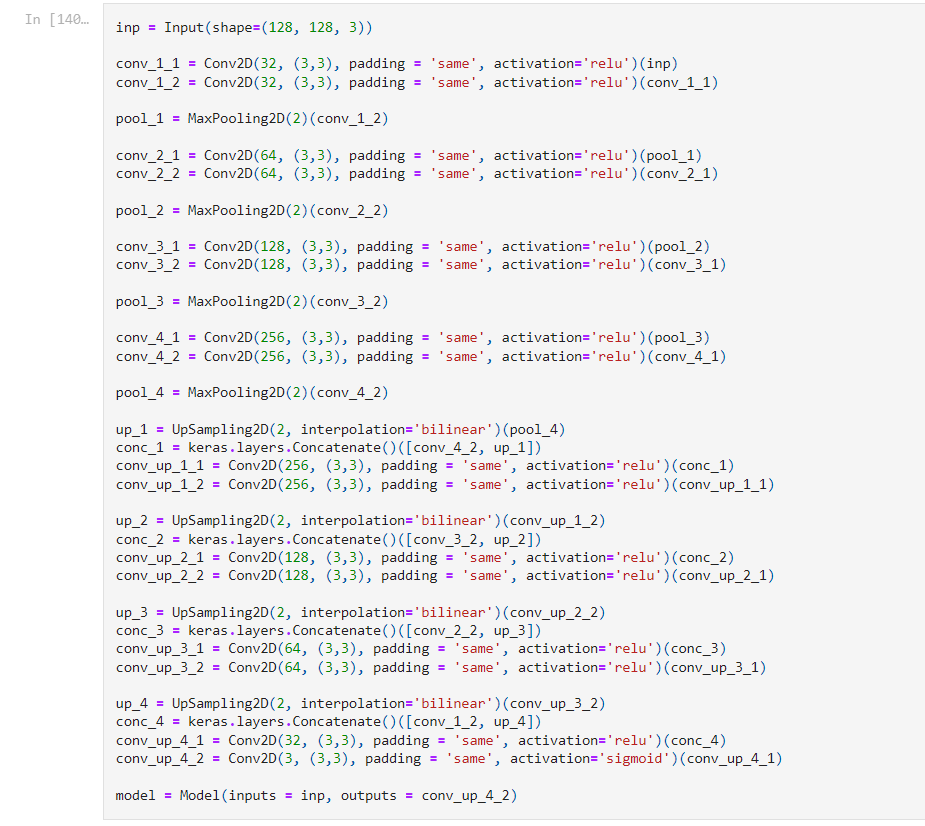 In [140…
inp = Input(shape=(128, 128, 3))
conv_1_1 = Conv2D(32, (3,3), padding = 'same', activation='relu')(inp)
conv_1_2 = Conv2D(32, (3,3), padding = 'same', activation='relu')(conv_1_1)
pool_1 = MaxPooling2D(2)(conv_1_2)
conv_2_1 = Conv2D(64, (3,3), padding = 'same', activation='relu')(pool_1)
conv_2_2 = Conv2D(64, (3,3), padding = 'same', activation='relu')(conv_2_1)
pool_2 = MaxPooling2D(2)(conv_2_2)
conv_3_1 = Conv2D(128, (3,3), padding = 'same', activation='relu')(pool_2)
conv_3_2 = Conv2D(128, (3,3), padding = 'same', activation='relu')(conv_3_1)
pool_3 = MaxPooling2D(2)(conv_3_2)
conv_4_1 = Conv2D(256, (3,3), padding = 'same', activation='relu')(pool_3)
conv_4_2 = Conv2D(256, (3,3), padding = 'same', activation='relu')(conv_4_1)
pool_4 = MaxPooling2D(2)(conv_4_2)
up_1 = UpSampling2D(2, interpolation='bilinear')(pool_4)
conc_1 = keras.layers.Concatenate()([conv_4_2, up_1])
conv_up_1_1 = Conv2D(256, (3,3), padding = 'same', activation='relu')(conc_1)
conv_up_1_2 = Conv2D(256, (3,3), padding = 'same', activation='relu')(conv_up_1_1)
up_2 = UpSampling2D(2, interpolation='bilinear')(conv_up_1_2)
conc_2 = keras.layers.Concatenate()([conv_3_2, up_2])
conv_up_2_1 = Conv2D(128, (3,3), padding = 'same', activation='relu')(conc_2)
conv_up_2_2 = Conv2D(128, (3,3), padding = 'same', activation='relu')(conv_up_2_1)
up_3 = UpSampling2D(2, interpolation='bilinear')(conv_up_2_2)
conc_3 = keras.layers.Concatenate()([conv_2_2, up_3])
conv_up_3_1 = Conv2D(64, (3,3), padding = 'same', activation='relu')(conc_3)
conv_up_3_2 = Conv2D(64, (3,3), padding = 'same', activation='relu')(conv_up_3_1)
up_4 = UpSampling2D(2, interpolation='bilinear')(conv_up_3_2)
conc_4 = keras.layers.Concatenate()([conv_1_2, up_4])
conv_up_4_1 = Conv2D(32, (3,3), padding = 'same', activation='relu')(conc_4)
conv_up_4_2 = Conv2D(3, (3,3), padding = 'same', activation='sigmoid')(conv_up_4_1)
model = Model(inputs = inp, outputs = conv_up_4_2)